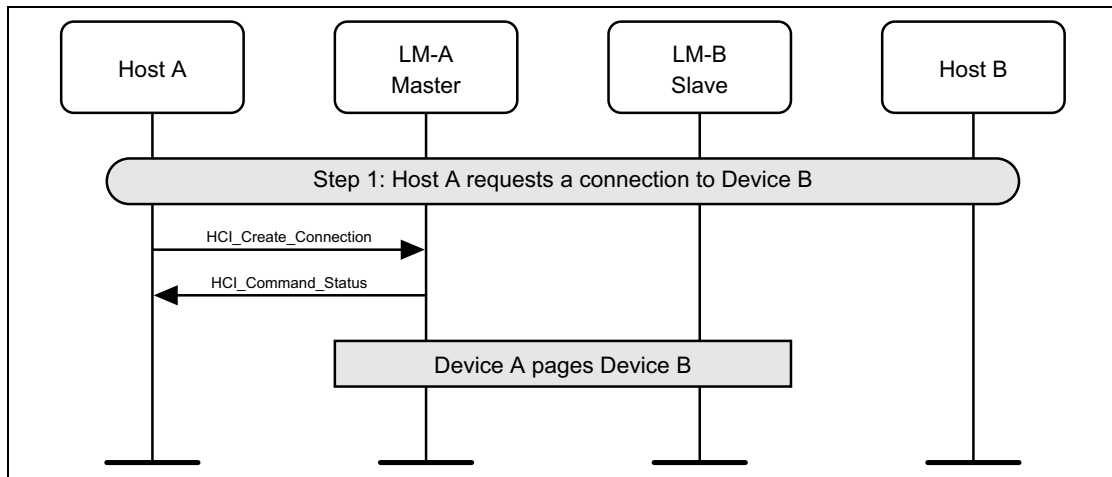 Host A
LM-A
Master
LM-B
Slave
Host B
Step 1: Host A requests a connection to Device B
HCI_Create_Connection
HCI_Command_Status
Device A pages Device B